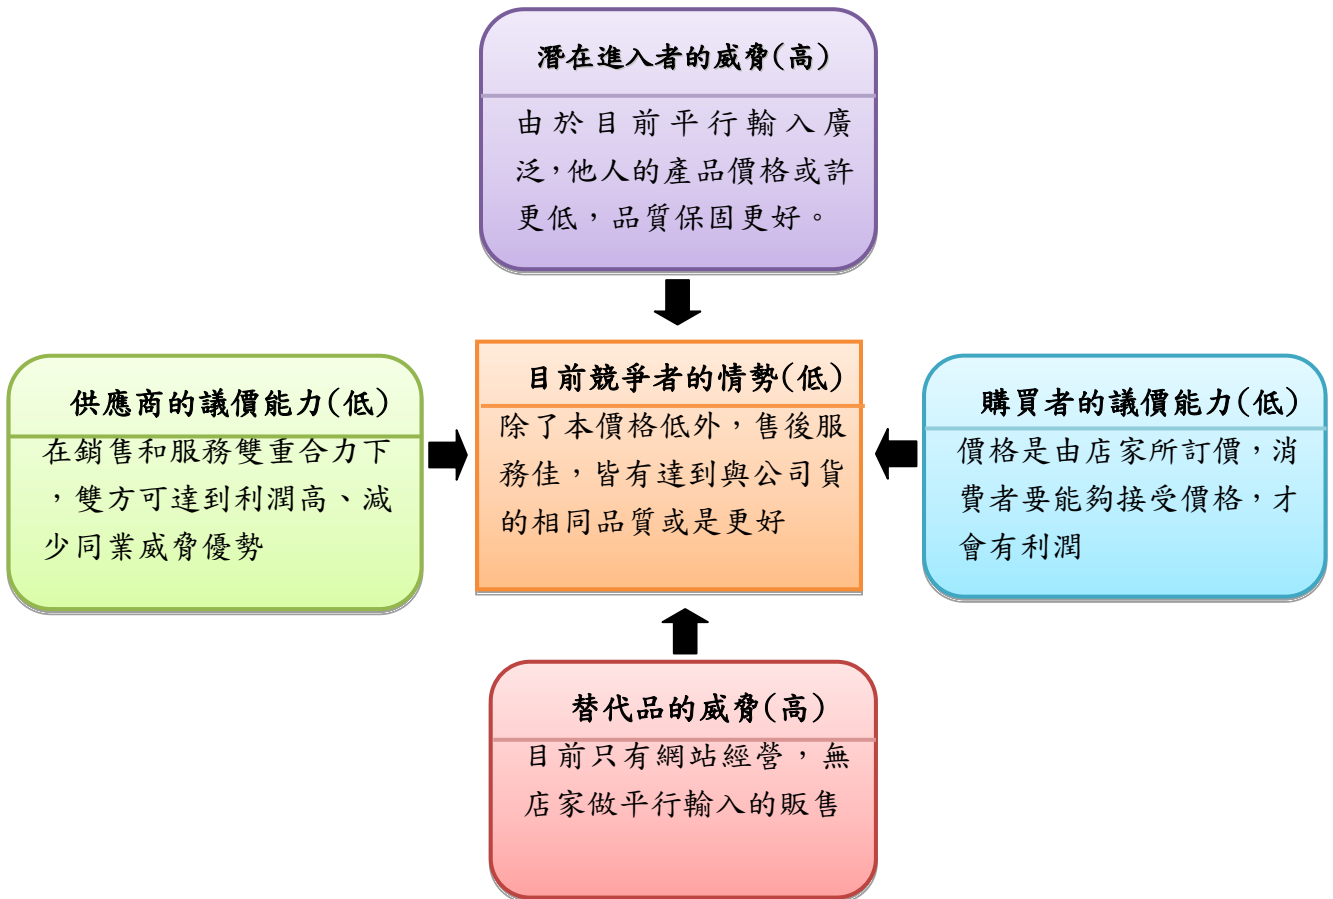 潛在進入者的威脅(高)
由於目前平行輸入廣
泛，他人的產品價格或許
更低，品質保固更好。
供應商的議價能力(低)
在銷售和服務雙重合力下
，雙方可達到利潤高、減
少同業威脅優勢
目前競爭者的情勢(低)
除了本價格低外，售後服
務佳，皆有達到與公司貨
的相同品質或是更好
購買者的議價能力(低)
價格是由店家所訂價，消
費者要能夠接受價格，才
會有利潤
替代品的威脅(高)
目前只有網站經營，無
店家做平行輸入的販售